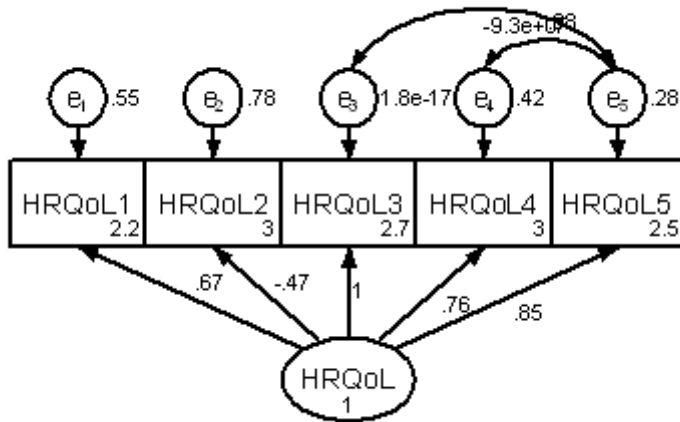 -9.3e+07
e1 .55 e2 .78 e3 1.8e-17 e4 .42 e5 .28
HRQoL1 HRQoL2 HRQoL3 HRQoL4 HRQoL5
2.2 3 2.7 3 2.5
.67 -.47 1 .76 .85
HRQoL
1